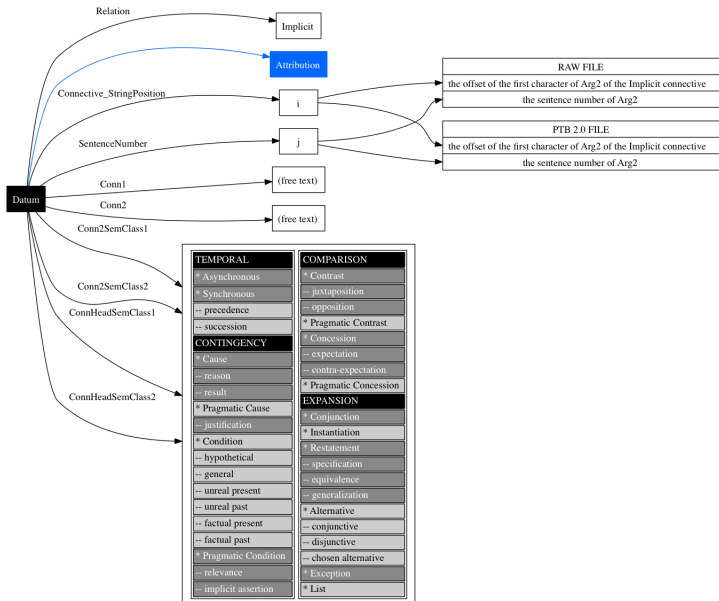 Relation
Implicit
Attribution
Connective_StringPosition
i
RAW FILE
the offset of the first character of Arg2 of the Implicit connective
the sentence number of Arg2
SentenceNumber
j
PTB 2.0 FILE
the offset of the first character of Arg2 of the Implicit connective
the sentence number of Arg2
Datum
Conn1
(free text)
Conn2
(free text)
Conn2SemClass1
Conn2SemClass2
ConnHeadSemClass1
ConnHeadSemClass2
TEMPORAL
* Asynchronous
* Synchronous
-- precedence
-- succession
CONTINGENCY
* Cause
-- reason
-- result
* Pragmatic Cause
-- justification
* Condition
-- hypothetical
-- general
-- unreal present
-- unreal past
-- factual present
-- factual past
* Pragmatic Condition
-- relevance
-- implicit assertion
COMPARISON
* Contrast
-- juxtaposition
-- opposition
* Pragmatic Contrast
* Concession
-- expectation
-- contra-expectation
* Pragmatic Concession
EXPANSION
* Conjunction
* Instantiation
* Restatement
-- specification
-- equivalence
-- generalization
* Alternative
-- conjunctive
-- disjunctive
-- chosen alternative
* Exception
* List